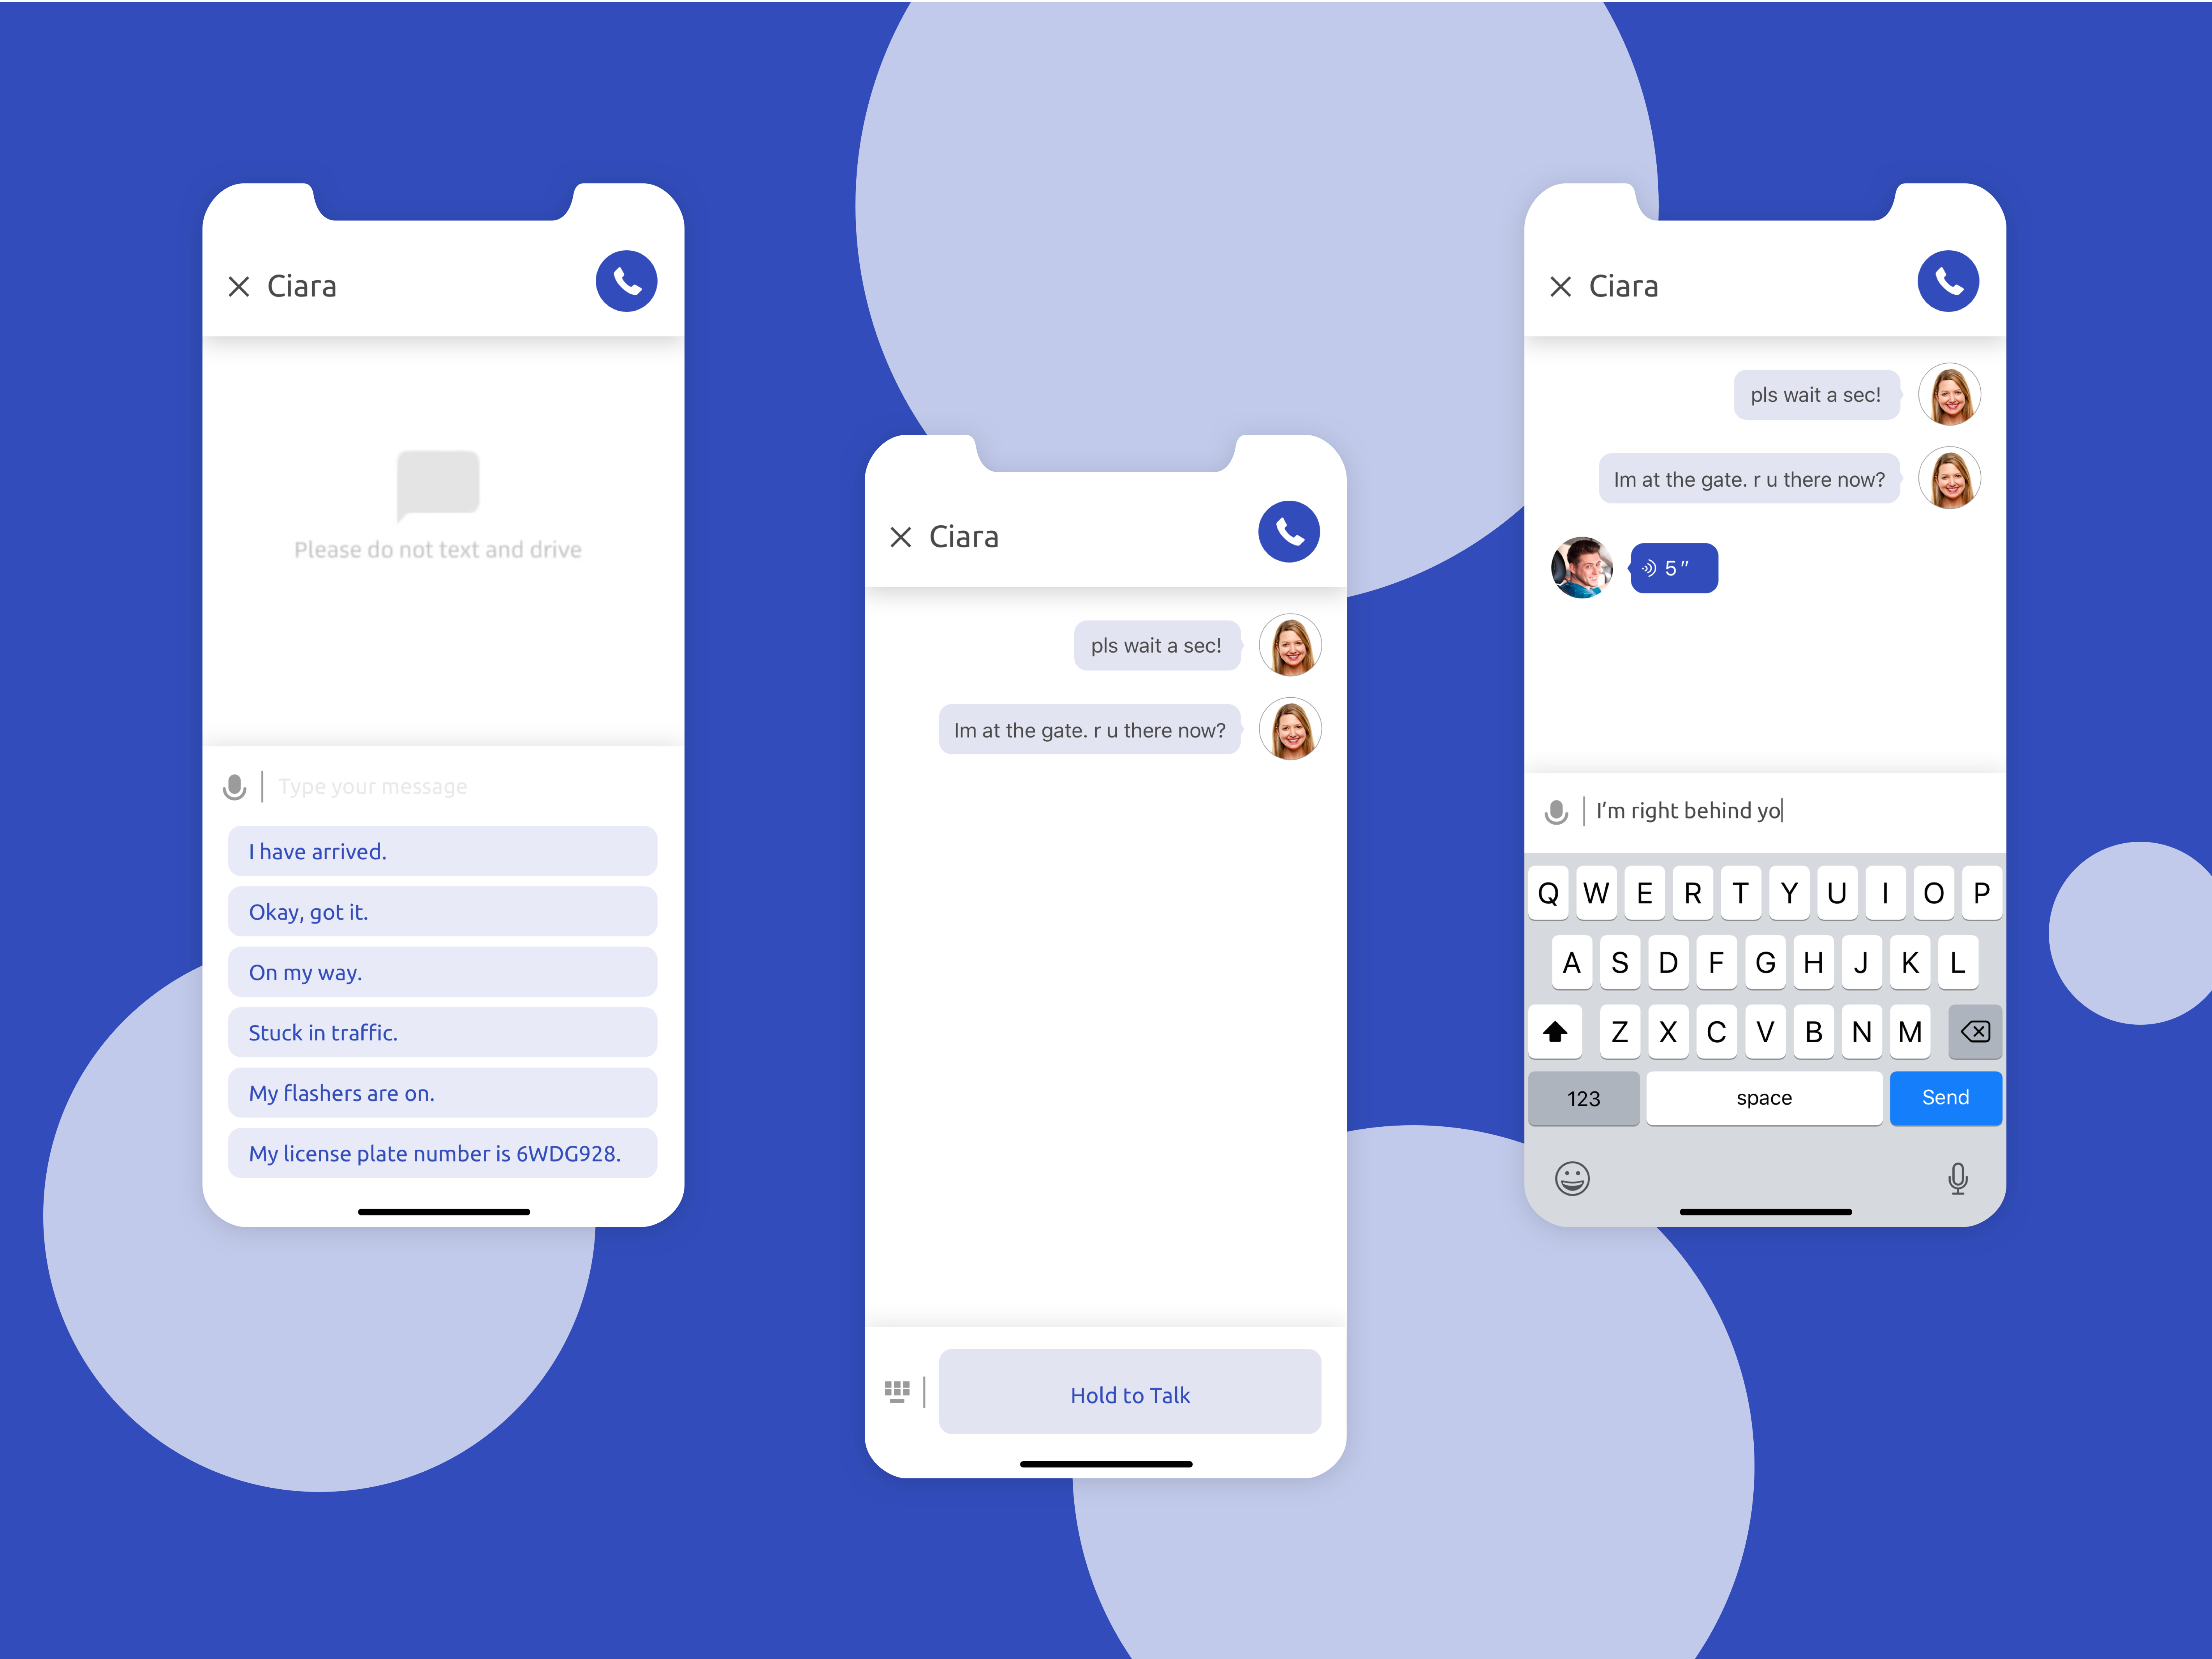 Ciara
Please do not text and drive
Type your message
I have arrived.
Okay, got it.
On my way.
Stuck in traffic.
My flashers are on.
My license plate number is 6WDG928.
Ciara
pls wait a sec!
Im at the gate. r u there now?
Hold to Talk
Ciara
pls wait a sec!
Im at the gate. r u there now?
5″
I’m right behind yo
Q W E R T Y U I O P
A S D F G H J K L
Z X C V B N M
123 space Send